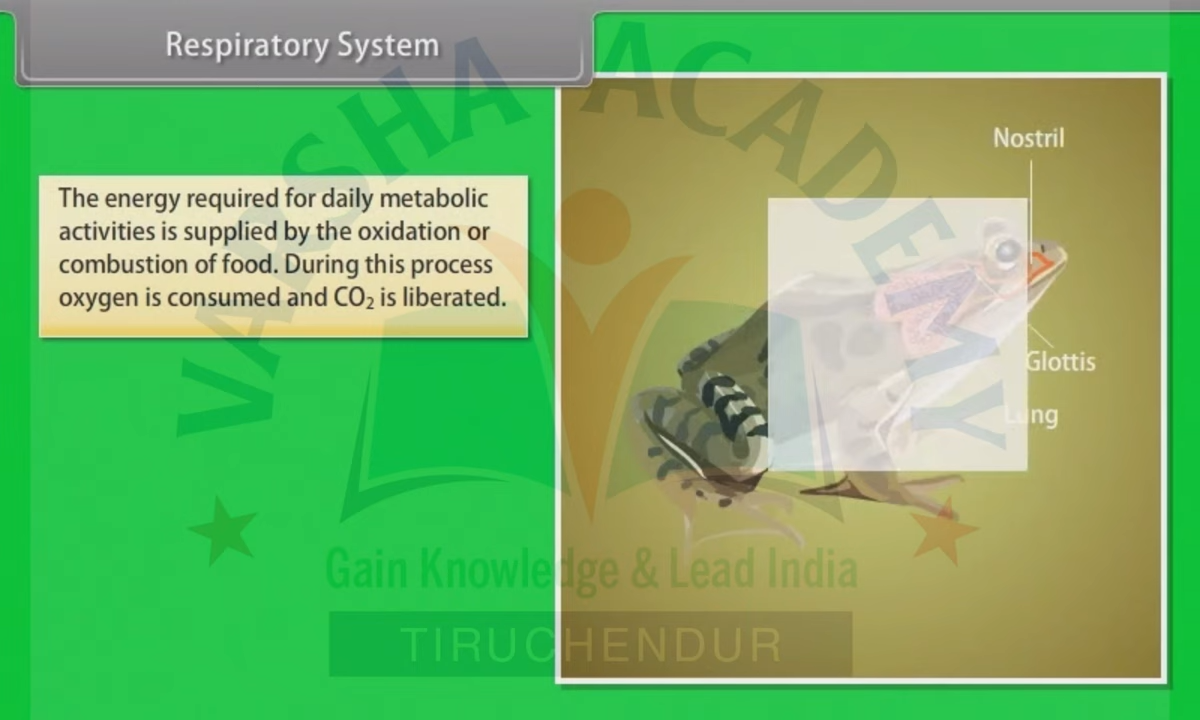 Respiratory System
VARSHA ACADEMY
Nostril
The energy required for daily metabolic
activities is supplied by the oxidation or
combustion of food. During this process
oxygen is consumed and CO₂ is liberated.
Glottis
Lung
Gain Knowledge & Lead India
TIRUCHENDUR